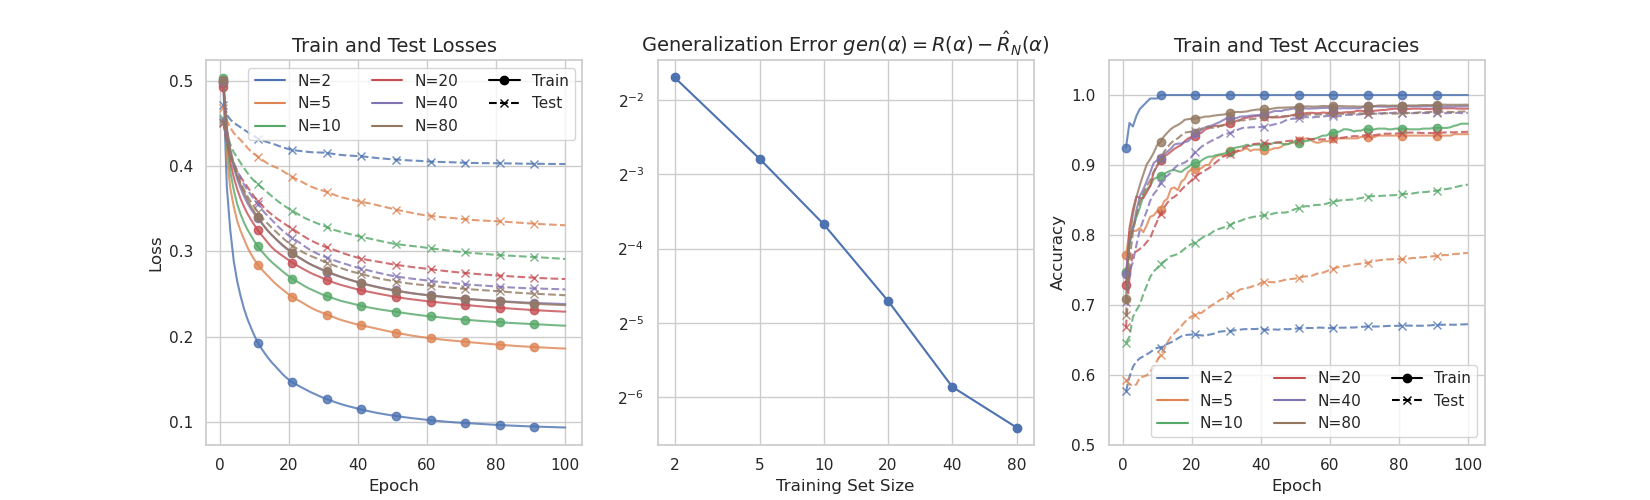 Train and Test Losses
0.5
0.4
0.3
0.2
0.1
Loss
0 20 40 60 80 100
Epoch
N=2 N=20 Train
N=5 N=40 Test
N=10 N=80
Generalization Error gen(α) = R(α) − R̂_N(α)
2⁻²
2⁻³
2⁻⁴
2⁻⁵
2⁻⁶
2 5 10 20 40 80
Training Set Size
Train and Test Accuracies
1.0
0.9
0.8
0.7
0.6
0.5
Accuracy
0 20 40 60 80 100
Epoch
N=2 N=20 Train
N=5 N=40 Test
N=10 N=80